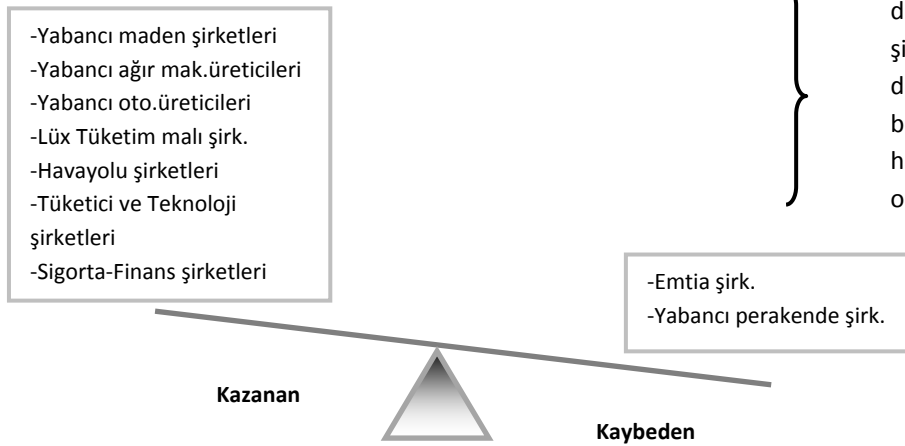 -Yabancı maden şirketleri
-Yabancı ağır mak.üreticileri
-Yabancı oto.üreticileri
-Lüx Tüketim malı şirk.
-Havayolu şirketleri
-Tüketici ve Teknoloji
şirketleri
-Sigorta-Finans şirketleri
-Emtia şirk.
-Yabancı perakende şirk.
Kazanan
Kaybeden